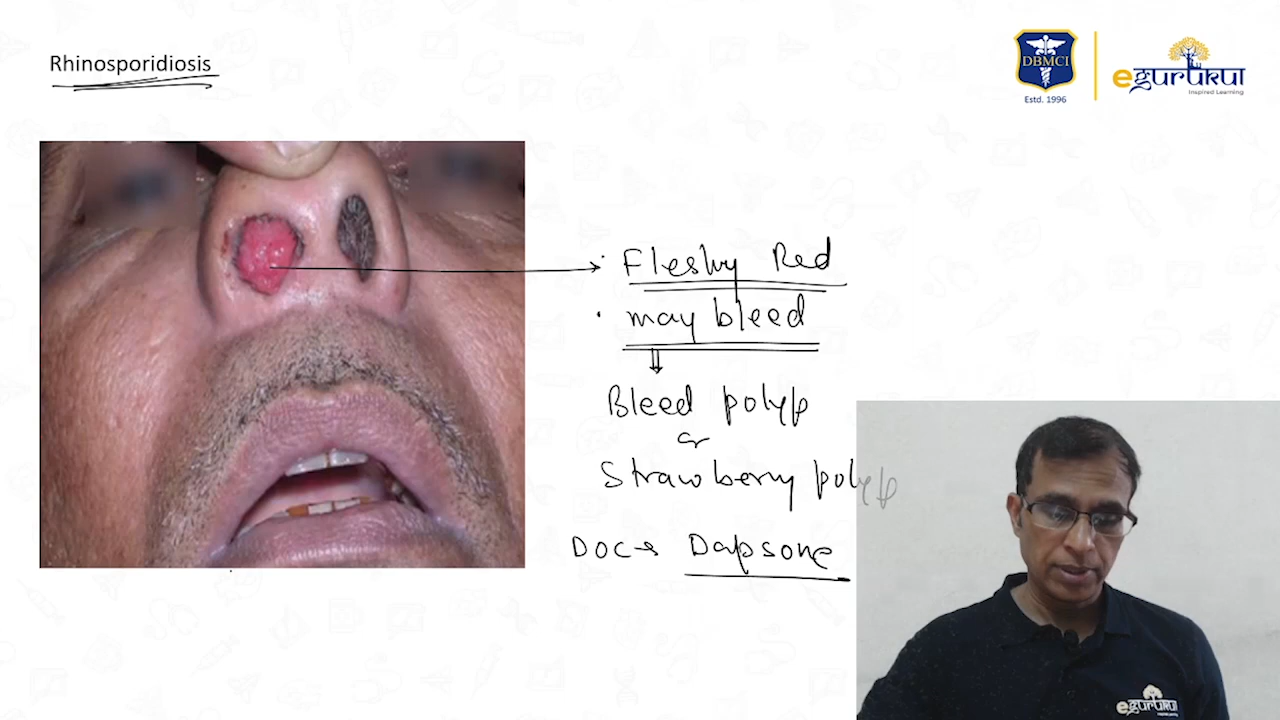 Rhinosporidiosis
DBMCI
Estd. 1996
egurukul
Inspired Learning
• Fleshy Red
• may bleed
Bleed polyp
or
Strawberry polyp
DOC → Dapsone
egurukul